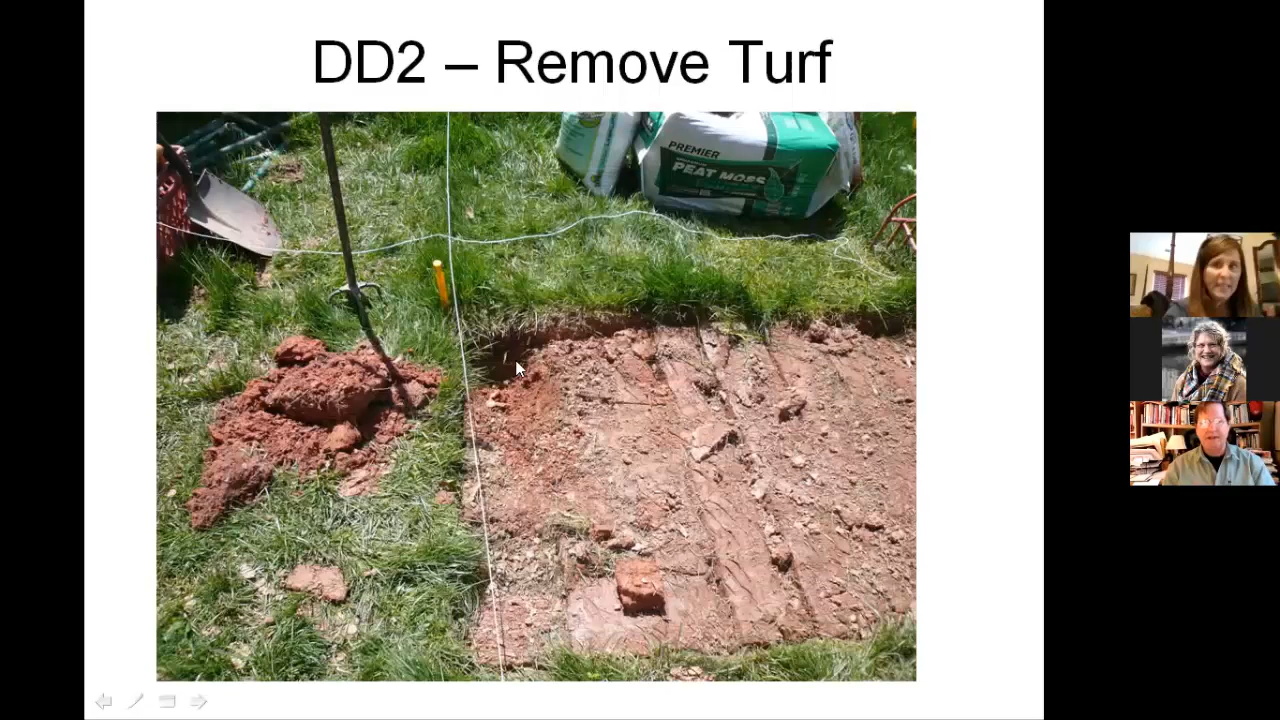 DD2 – Remove Turf
PREMIER
PEAT MOSS